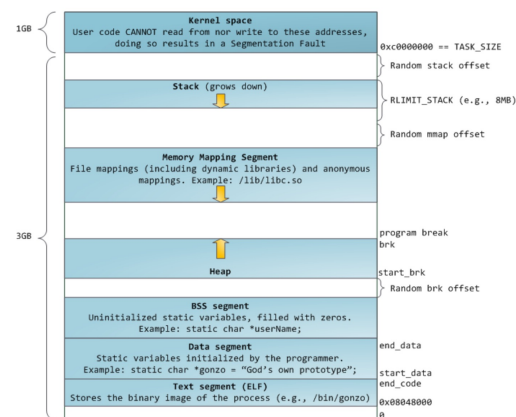 1GB
Kernel space
User code CANNOT read from nor write to these addresses,
doing so results in a Segmentation Fault
0xc0000000 == TASK_SIZE
Random stack offset
Stack (grows down)
RLIMIT_STACK (e.g., 8MB)
Random mmap offset
Memory Mapping Segment
File mappings (including dynamic libraries) and anonymous
mappings. Example: /lib/libc.so
3GB
program break
brk
Heap
start_brk
Random brk offset
BSS segment
Uninitialized static variables, filled with zeros.
Example: static char *userName;
Data segment
Static variables initialized by the programmer.
Example: static char *gonzo = “God’s own prototype”;
end_data
start_data
Text segment (ELF)
Stores the binary image of the process (e.g., /bin/gonzo)
end_code
0x08048000
0